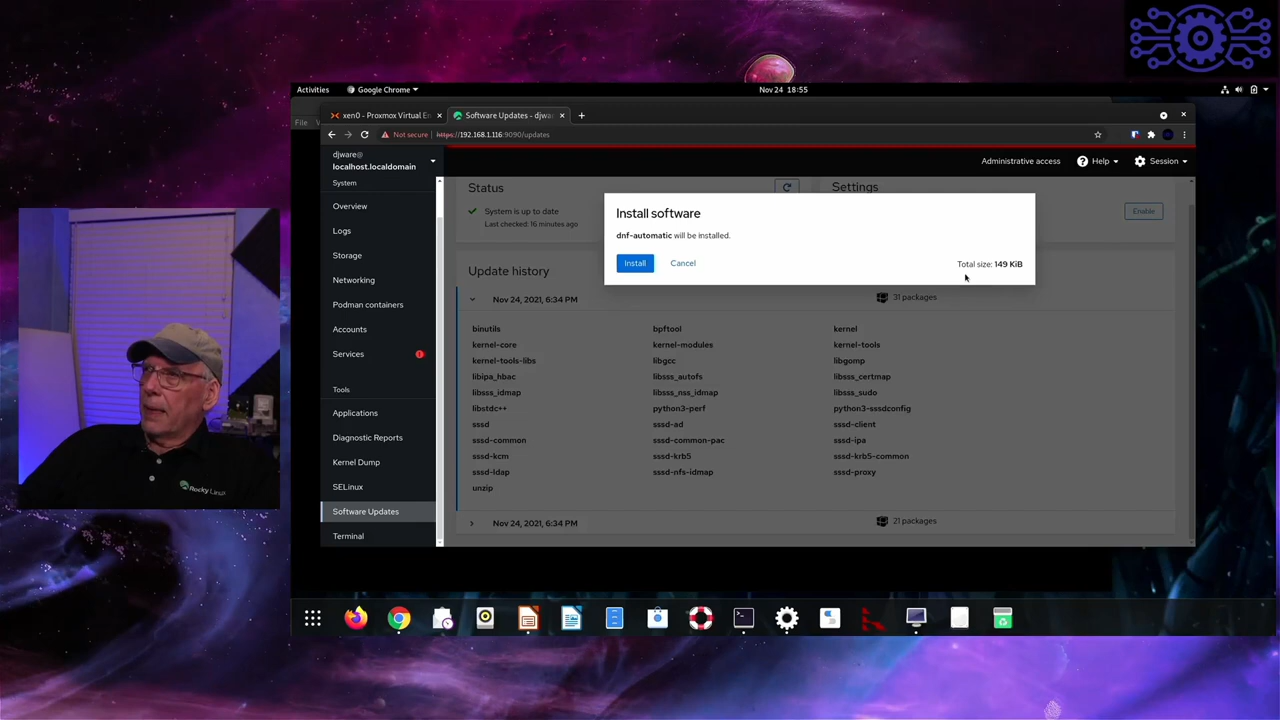 Activities
Google Chrome
Nov 24 18:55
File
xen0 - Proxmox Virtual En
Software Updates - djwar
Not secure
https://192.168.1.116:9090/updates
djware@
localhost.localdomain
Administrative access
Help
Session
System
Overview
Logs
Storage
Networking
Podman containers
Accounts
Services
Tools
Applications
Diagnostic Reports
Kernel Dump
SELinux
Software Updates
Terminal
Status
System is up to date
Last checked: 16 minutes ago
Settings
Enable
Install software
dnf-automatic will be installed.
Install
Cancel
Total size: 149 KiB
Update history
Nov 24, 2021, 6:34 PM
31 packages
binutils
bpftool
kernel
kernel-core
kernel-modules
kernel-tools
kernel-tools-libs
libgcc
libgomp
libipa_hbac
libsss_autofs
libsss_certmap
libsss_idmap
libsss_nss_idmap
libsss_sudo
libstdc++
python3-perf
python3-sssdconfig
sssd
sssd-ad
sssd-client
sssd-common
sssd-common-pac
sssd-ipa
sssd-kcm
sssd-krb5
sssd-krb5-common
sssd-ldap
sssd-nfs-idmap
sssd-proxy
unzip
Nov 24, 2021, 6:34 PM
21 packages
Rocky Linux